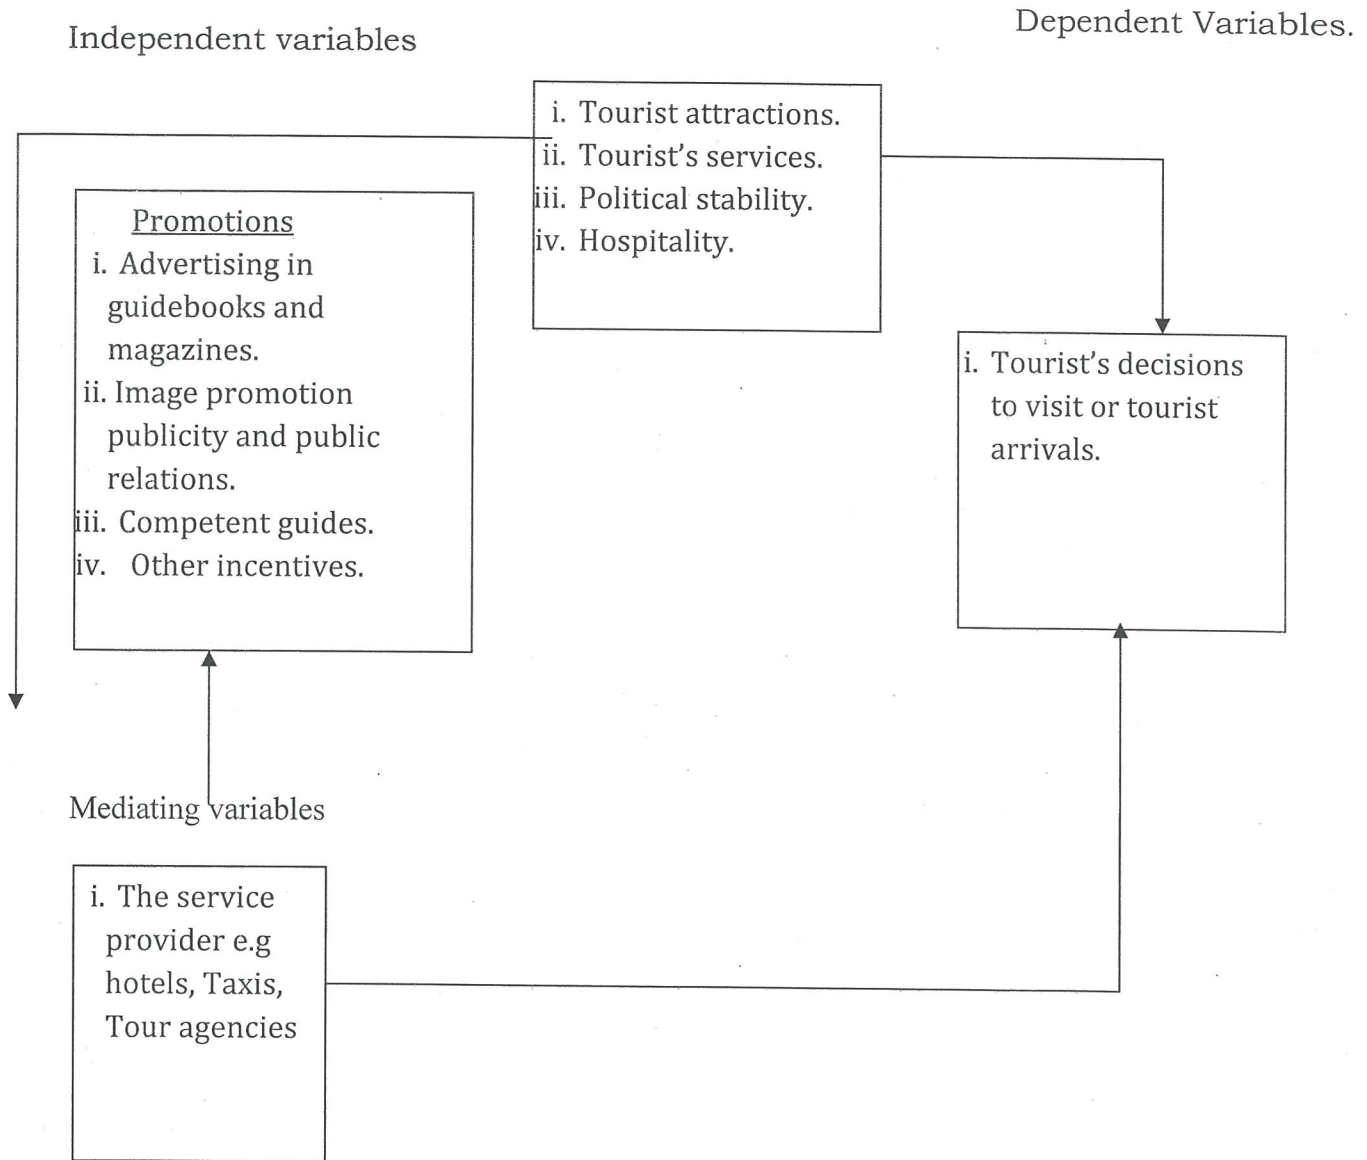 Independent variables
Dependent Variables.
i. Tourist attractions.
ii. Tourist's services.
iii. Political stability.
iv. Hospitality.
Promotions
i. Advertising in
guidebooks and
magazines.
ii. Image promotion
publicity and public
relations.
iii. Competent guides.
iv. Other incentives.
i. Tourist's decisions
to visit or tourist
arrivals.
Mediating variables
i. The service
provider e.g
hotels, Taxis,
Tour agencies